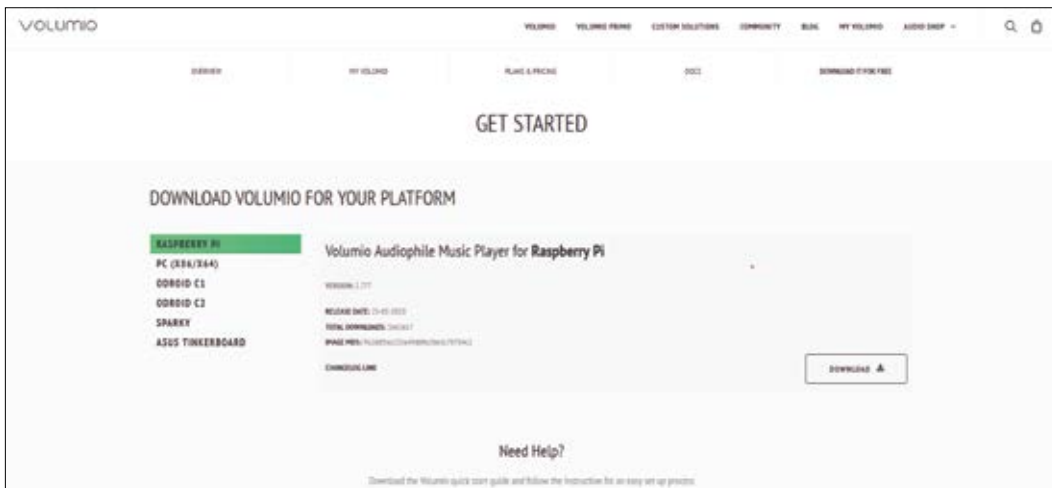 VOLUMIO
VOLUMIO VOLUMIO PRIMO CUSTOM SOLUTIONS COMMUNITY BLOG MY VOLUMIO AUDIO SHOP
OVERVIEW MY VOLUMIO PLANS & PRICING DOCS DOWNLOAD IT FOR FREE
GET STARTED
DOWNLOAD VOLUMIO FOR YOUR PLATFORM
RASPBERRY PI
PC (X86/X64)
ODROID C1
ODROID C2
SPARKY
ASUS TINKERBOARD
Volumio Audiophile Music Player for Raspberry Pi
VERSION:
RELEASE DATE:
TOTAL DOWNLOADS:
IMAGE MD5:
CHANGELOG LINK
DOWNLOAD
Need Help?
Download the Volumio quick start guide and follow the instruction for an easy set up process